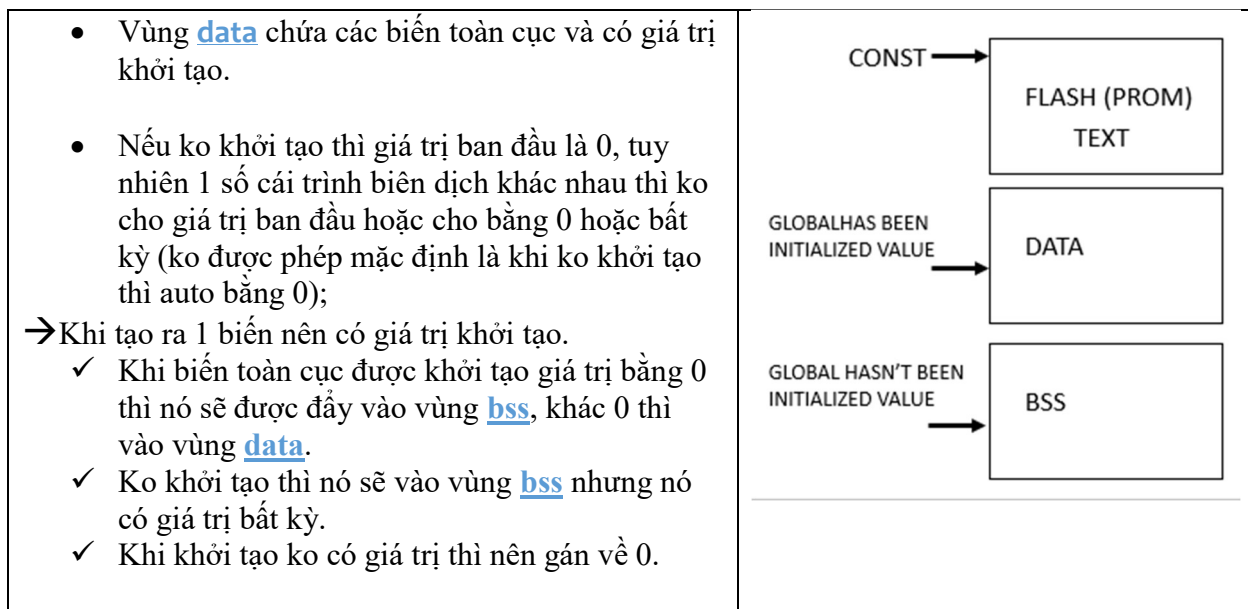 • Vùng data chứa các biến toàn cục và có giá trị
khởi tạo.
• Nếu ko khởi tạo thì giá trị ban đầu là 0, tuy
nhiên 1 số cái trình biên dịch khác nhau thì ko
cho giá trị ban đầu hoặc cho bằng 0 hoặc bất
kỳ (ko được phép mặc định là khi ko khởi tạo
thì auto bằng 0);
→Khi tạo ra 1 biến nên có giá trị khởi tạo.
✓ Khi biến toàn cục được khởi tạo giá trị bằng 0
thì nó sẽ được đẩy vào vùng bss, khác 0 thì
vào vùng data.
✓ Ko khởi tạo thì nó sẽ vào vùng bss nhưng nó
có giá trị bất kỳ.
✓ Khi khởi tạo ko có giá trị thì nên gán về 0.
CONST
FLASH (PROM)
TEXT
GLOBALHAS BEEN
INITIALIZED VALUE
DATA
GLOBAL HASN'T BEEN
INITIALIZED VALUE
BSS